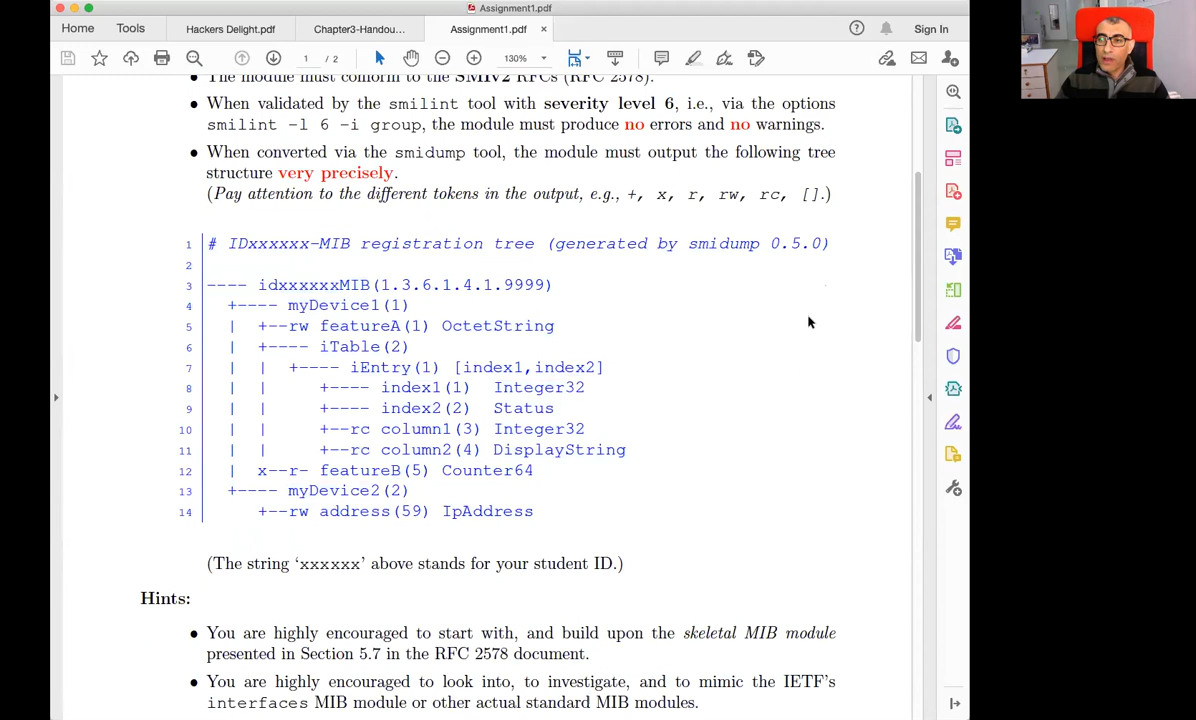 Assignment1.pdf
Home Tools Hackers Delight.pdf Chapter3-Handou... Assignment1.pdf × Sign In
1 / 2 130%
• The module must conform to the SMIv2 RFCs (RFC 2578).
• When validated by the smilint tool with severity level 6, i.e., via the options
smilint -l 6 -i group, the module must produce no errors and no warnings.
• When converted via the smidump tool, the module must output the following tree
structure very precisely.
(Pay attention to the different tokens in the output, e.g., +, x, r, rw, rc, [].)
1 # IDxxxxxx-MIB registration tree (generated by smidump 0.5.0)
2
3 ---- idxxxxxxMIB(1.3.6.1.4.1.9999)
4 +---- myDevice1(1)
5 | +--rw featureA(1) OctetString
6 | +---- iTable(2)
7 | | +---- iEntry(1) [index1,index2]
8 | | +---- index1(1) Integer32
9 | | +---- index2(2) Status
10 | | +--rc column1(3) Integer32
11 | | +--rc column2(4) DisplayString
12 | x--r- featureB(5) Counter64
13 +---- myDevice2(2)
14 +--rw address(59) IpAddress
(The string ‘xxxxxx’ above stands for your student ID.)
Hints:
• You are highly encouraged to start with, and build upon the skeletal MIB module
presented in Section 5.7 in the RFC 2578 document.
• You are highly encouraged to look into, to investigate, and to mimic the IETF's
interfaces MIB module or other actual standard MIB modules.